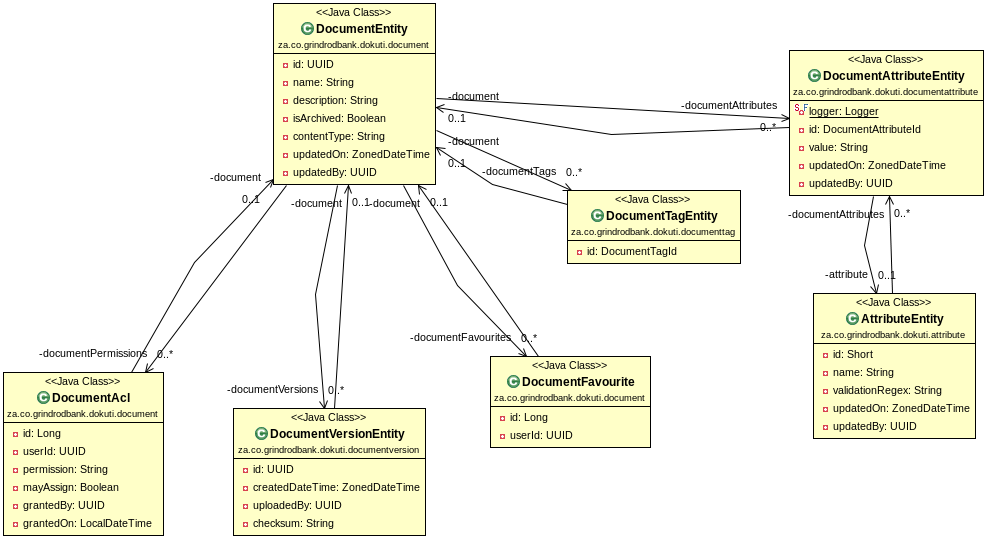 <<Java Class>>
DocumentEntity
za.co.grindrodbank.dokuti.document
id: UUID
name: String
description: String
isArchived: Boolean
contentType: String
updatedOn: ZonedDateTime
updatedBy: UUID
<<Java Class>>
DocumentAttributeEntity
za.co.grindrodbank.dokuti.documentattribute
logger: Logger
id: DocumentAttributeId
value: String
updatedOn: ZonedDateTime
updatedBy: UUID
-document
0..1
-documentAttributes
0..*
-document
0..1
-documentTags
0..*
<<Java Class>>
DocumentTagEntity
za.co.grindrodbank.dokuti.documenttag
id: DocumentTagId
-document
0..1
-document
0..1
-document
0..1
-documentAttributes
0..*
-attribute
0..1
<<Java Class>>
AttributeEntity
za.co.grindrodbank.dokuti.attribute
id: Short
name: String
validationRegex: String
updatedOn: ZonedDateTime
updatedBy: UUID
-documentPermissions
0..*
-documentVersions
0..*
-documentFavourites
0..*
<<Java Class>>
DocumentAcl
za.co.grindrodbank.dokuti.document
id: Long
userId: UUID
permission: String
mayAssign: Boolean
grantedBy: UUID
grantedOn: LocalDateTime
<<Java Class>>
DocumentVersionEntity
za.co.grindrodbank.dokuti.documentversion
id: UUID
createdDateTime: ZonedDateTime
uploadedBy: UUID
checksum: String
<<Java Class>>
DocumentFavourite
za.co.grindrodbank.dokuti.document
id: Long
userId: UUID